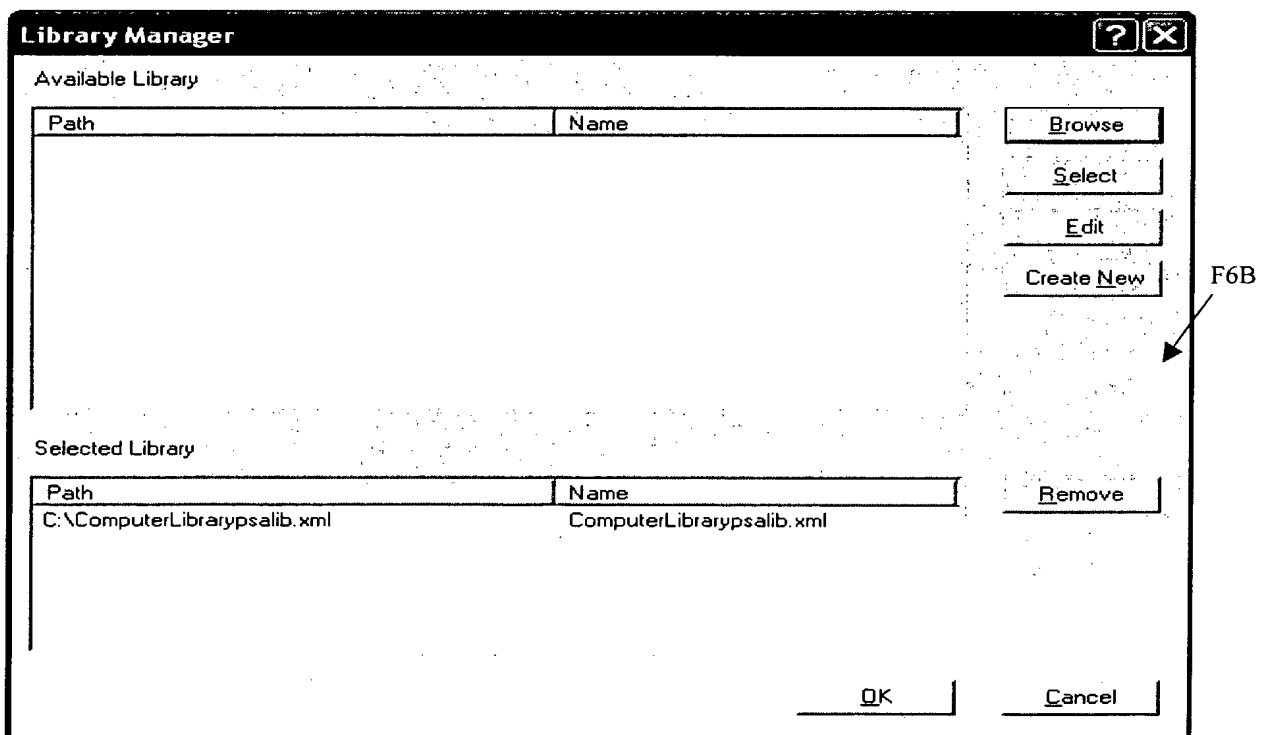 Library Manager
Available Library
Path Name
Browse
Select
Edit
Create New
F6B
Selected Library
Path Name
Remove
C:\ComputerLibrarypsalib.xml ComputerLibrarypsalib.xml
OK Cancel